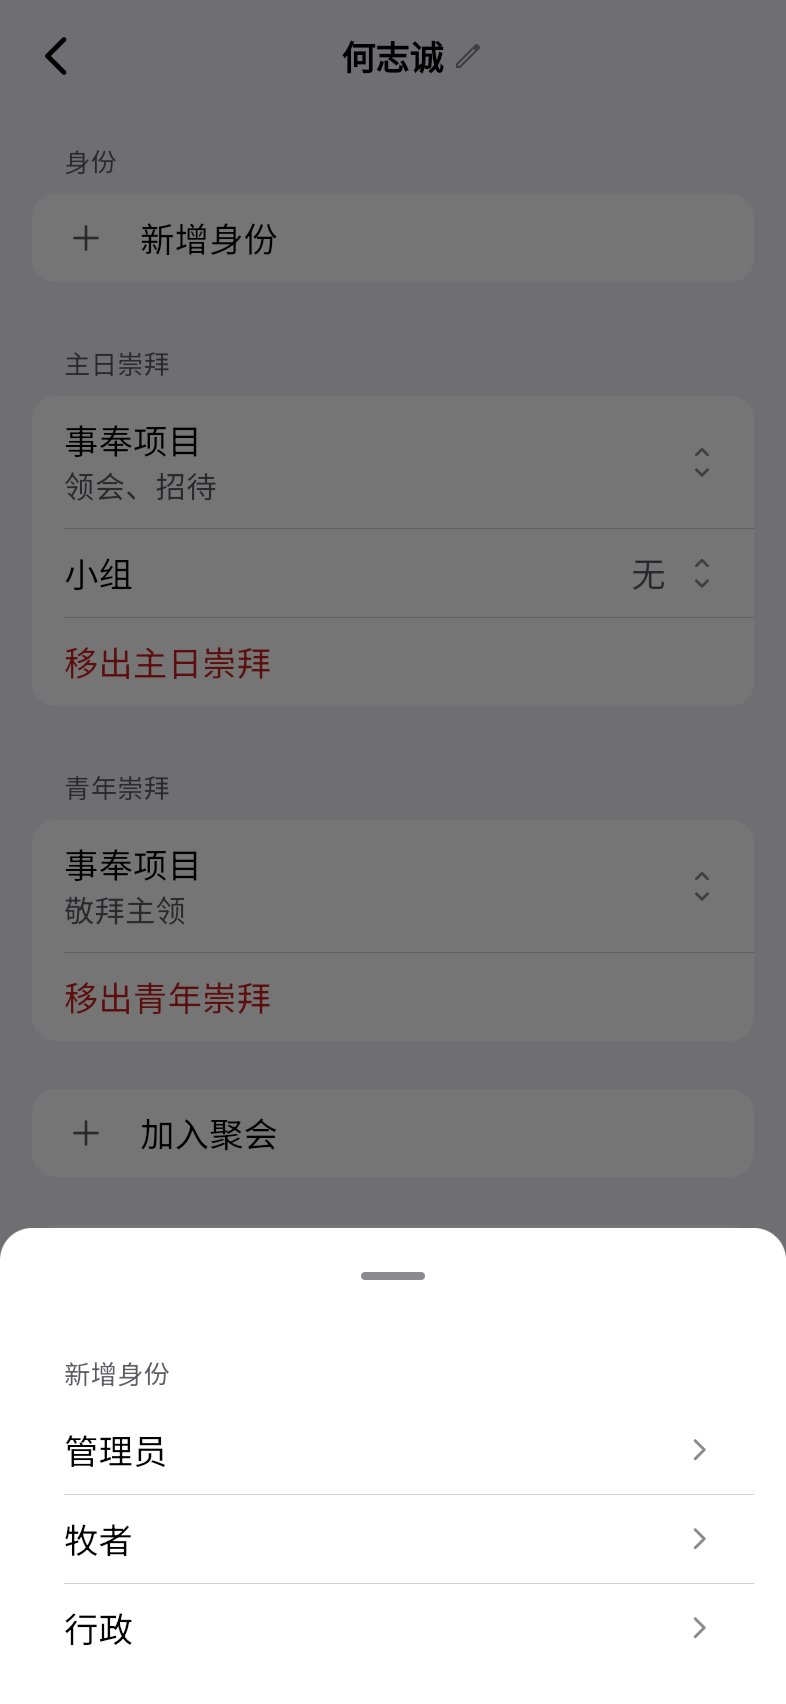 何志诚
身份
新增身份
主日崇拜
事奉项目
领会、招待
小组 无
移出主日崇拜
青年崇拜
事奉项目
敬拜主领
移出青年崇拜
加入聚会
新增身份
管理员
牧者
行政